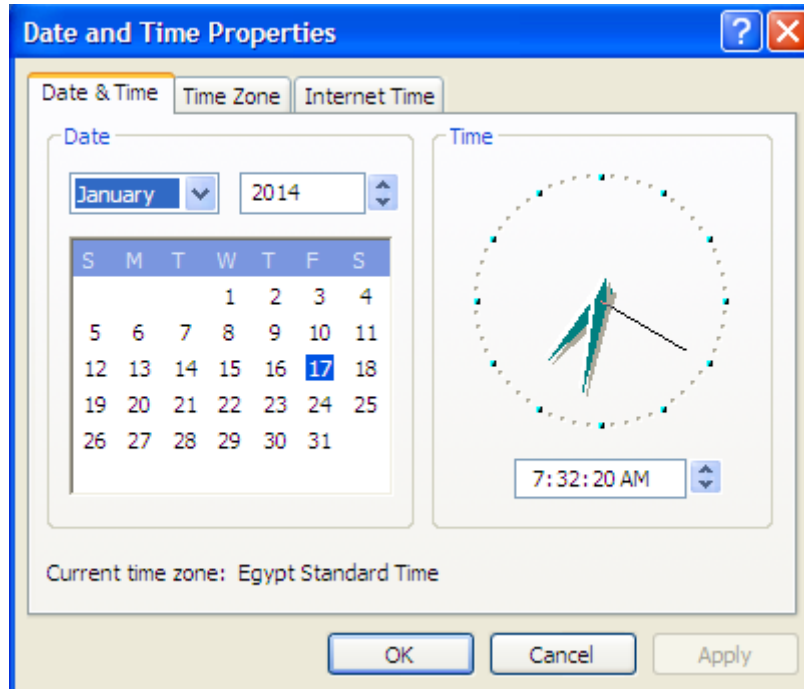 Date and Time Properties
Date & Time Time Zone Internet Time
Date
January 2014
S M T W T F S
1 2 3 4
5 6 7 8 9 10 11
12 13 14 15 16 17 18
19 20 21 22 23 24 25
26 27 28 29 30 31
Time
7:32:20 AM
Current time zone: Egypt Standard Time
OK Cancel Apply